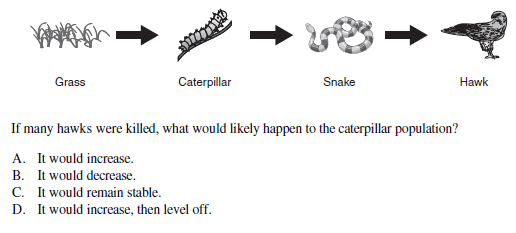 Grass Caterpillar Snake Hawk
If many hawks were killed, what would likely happen to the caterpillar population?
A. It would increase.
B. It would decrease.
C. It would remain stable.
D. It would increase, then level off.